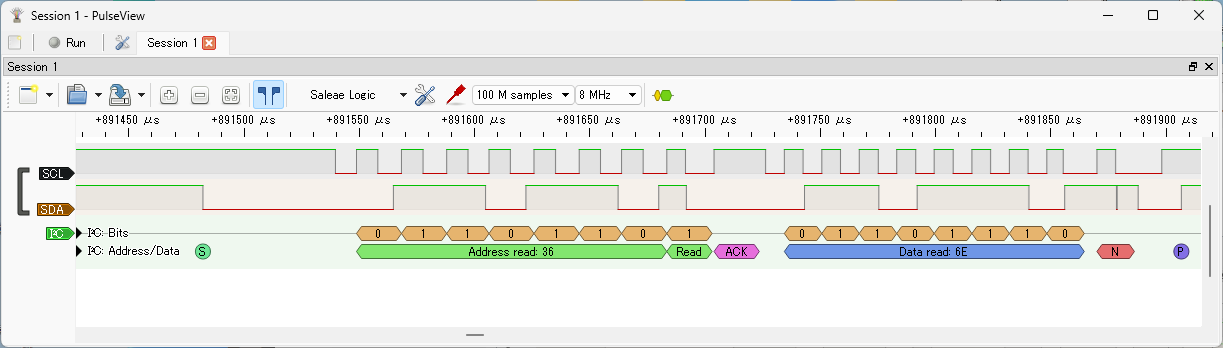 Session 1 - PulseView
Run
Session 1
Session 1
Saleae Logic
100 M samples
8 MHz
+891450 μs +891500 μs +891550 μs +891600 μs +891650 μs +891700 μs +891750 μs +891800 μs +891850 μs +891900 μs
SCL
SDA
I²C I²C: Bits 0 1 1 0 1 1 0 1 0 1 1 0 1 1 1 0
I²C: Address/Data S Address read: 36 Read ACK Data read: 6E N P